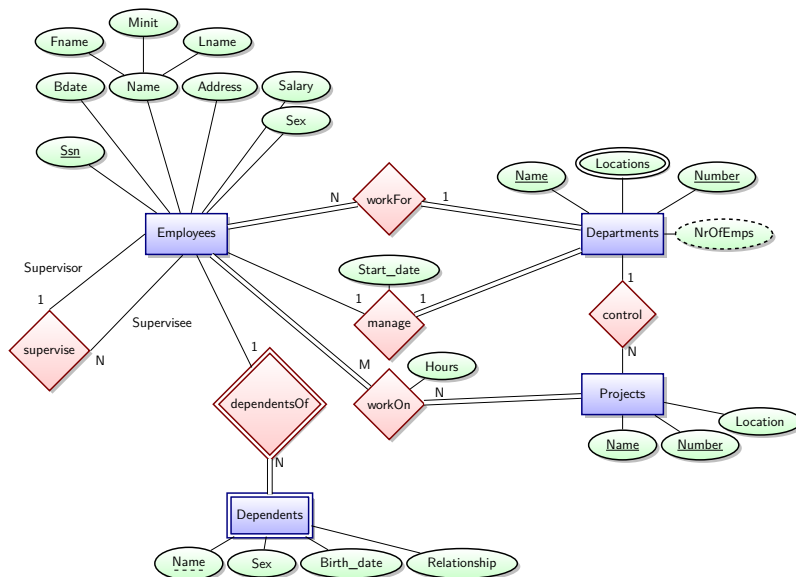 Minit
Fname
Lname
Bdate
Name
Address
Salary
Sex
Ssn
Name
Locations
Number
N
workFor
1
Employees
Departments
NrOfEmps
Supervisor
Start_date
1
1
1
manage
1
control
Supervisee
supervise
N
1
M
N
Hours
N
workOn
Projects
dependentsOf
Location
Name
Number
N
Dependents
Name
Sex
Birth_date
Relationship